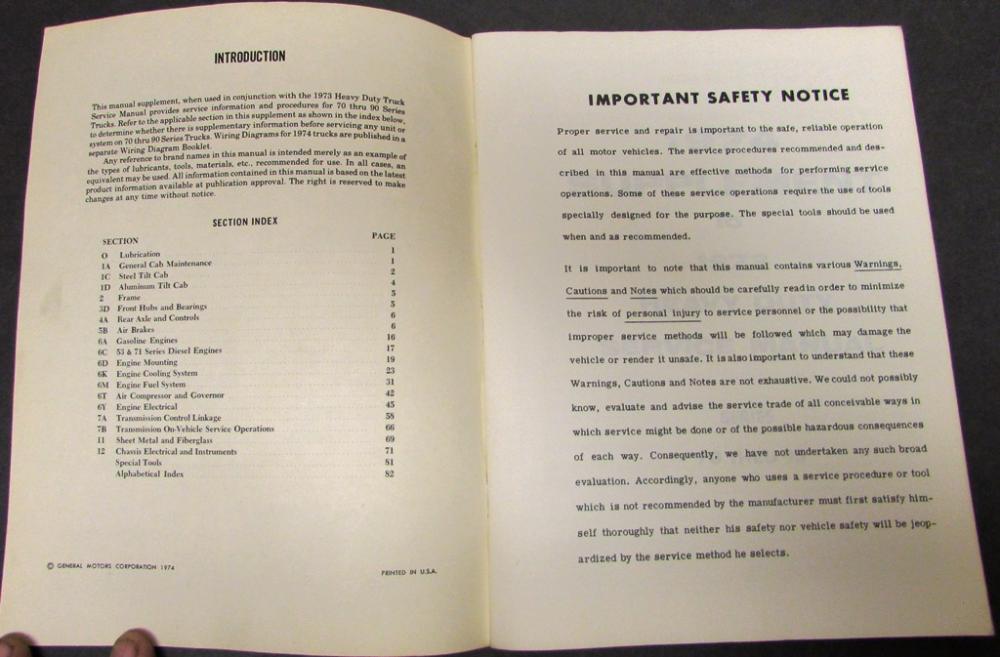 INTRODUCTION
This manual supplement, when used in conjunction with the 1973 Heavy Duty Truck
Service Manual provides service information and procedures for 70 thru 90 Series
Trucks. Refer to the applicable section in this supplement as shown in the index below,
to determine whether there is supplementary information before servicing any unit or
system on 70 thru 90 Series Trucks. Wiring Diagrams for 1974 trucks are published in a
separate Wiring Diagram Booklet.
Any reference to brand names in this manual is intended merely as an example of
the types of lubricants, tools, materials, etc., recommended for use. In all cases, an
equivalent may be used. All information contained in this manual is based on the latest
product information available at publication approval. The right is reserved to make
changes at any time without notice.
SECTION INDEX
SECTION PAGE
0 Lubrication 1
1A General Cab Maintenance 1
1C Steel Tilt Cab 2
1D Aluminum Tilt Cab 4
2 Frame 5
3D Front Hubs and Bearings 5
4A Rear Axle and Controls 6
5B Air Brakes 6
6A Gasoline Engines 16
6C 53 & 71 Series Diesel Engines 17
6D Engine Mounting 19
6K Engine Cooling System 23
6M Engine Fuel System 31
6T Air Compressor and Governor 42
6Y Engine Electrical 45
7A Transmission Control Linkage 58
7B Transmission On-Vehicle Service Operations 66
11 Sheet Metal and Fiberglass 69
12 Chassis Electrical and Instruments 71
Special Tools 81
Alphabetical Index 82
© GENERAL MOTORS CORPORATION 1974
PRINTED IN U.S.A.
IMPORTANT SAFETY NOTICE
Proper service and repair is important to the safe, reliable operation
of all motor vehicles. The service procedures recommended and des-
cribed in this manual are effective methods for performing service
operations. Some of these service operations require the use of tools
specially designed for the purpose. The special tools should be used
when and as recommended.
It is important to note that this manual contains various Warnings,
Cautions and Notes which should be carefully read in order to minimize
the risk of personal injury to service personnel or the possibility that
improper service methods will be followed which may damage the
vehicle or render it unsafe. It is also important to understand that these
Warnings, Cautions and Notes are not exhaustive. We could not possibly
know, evaluate and advise the service trade of all conceivable ways in
which service might be done or of the possible hazardous consequences
of each way. Consequently, we have not undertaken any such broad
evaluation. Accordingly, anyone who uses a service procedure or tool
which is not recommended by the manufacturer must first satisfy him-
self thoroughly that neither his safety nor vehicle safety will be jeop-
ardized by the service method he selects.